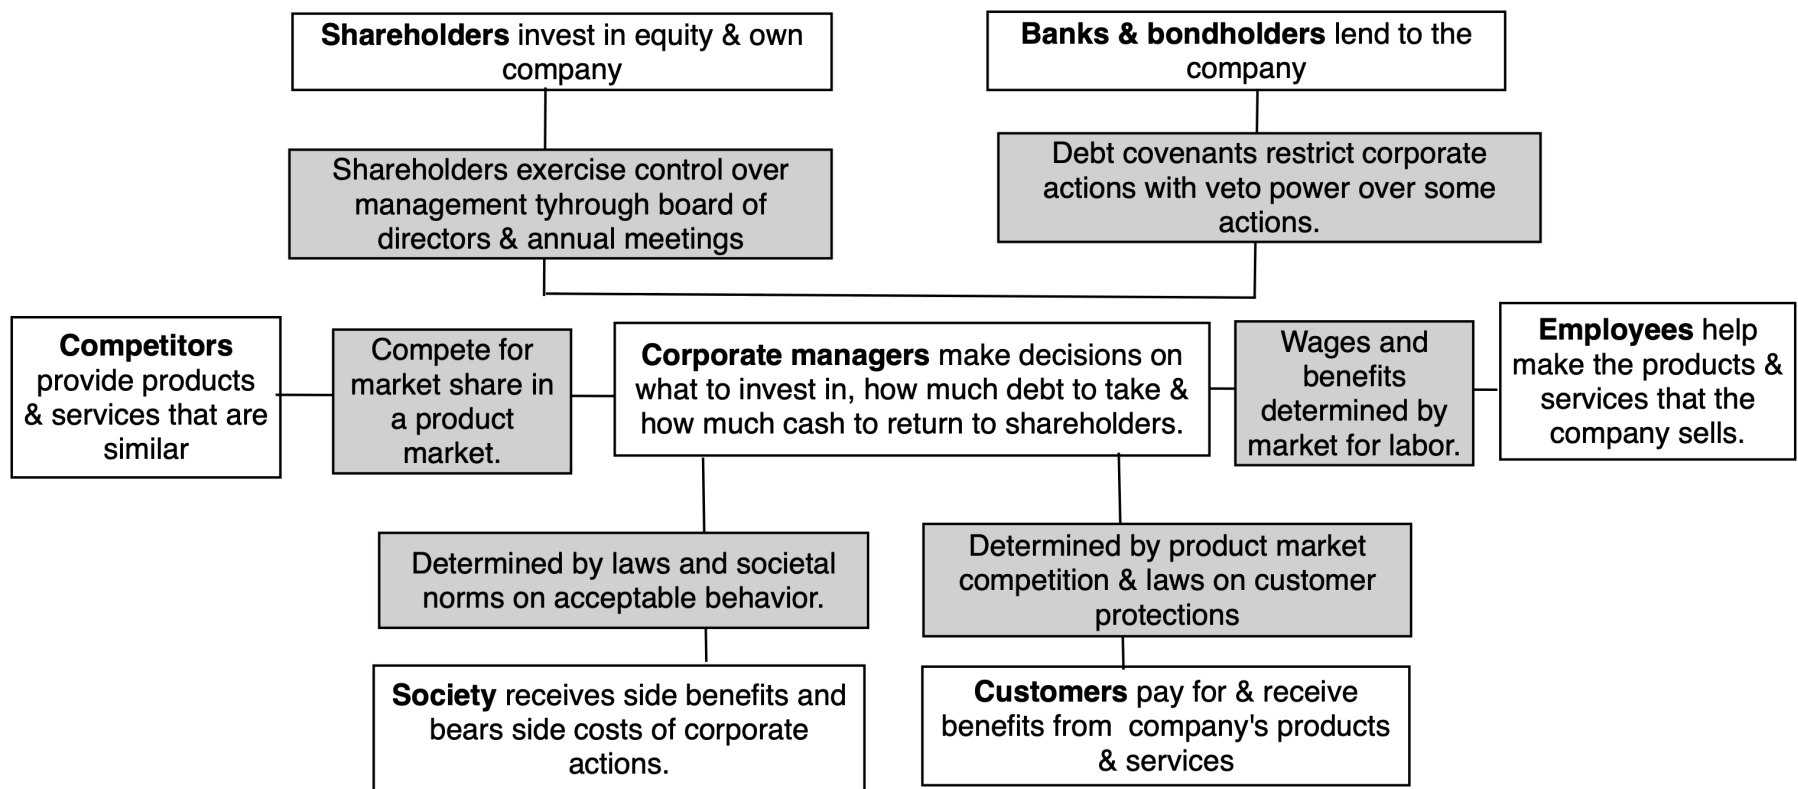 Shareholders invest in equity & own
company
Banks & bondholders lend to the
company
Shareholders exercise control over
management tyhrough board of
directors & annual meetings
Debt covenants restrict corporate
actions with veto power over some
actions.
Competitors
provide products
& services that are
similar
Compete for
market share in
a product
market.
Corporate managers make decisions on
what to invest in, how much debt to take &
how much cash to return to shareholders.
Wages and
benefits
determined by
market for labor.
Employees help
make the products &
services that the
company sells.
Determined by laws and societal
norms on acceptable behavior.
Determined by product market
competition & laws on customer
protections
Society receives side benefits and
bears side costs of corporate
actions.
Customers pay for & receive
benefits from  company's products
& services